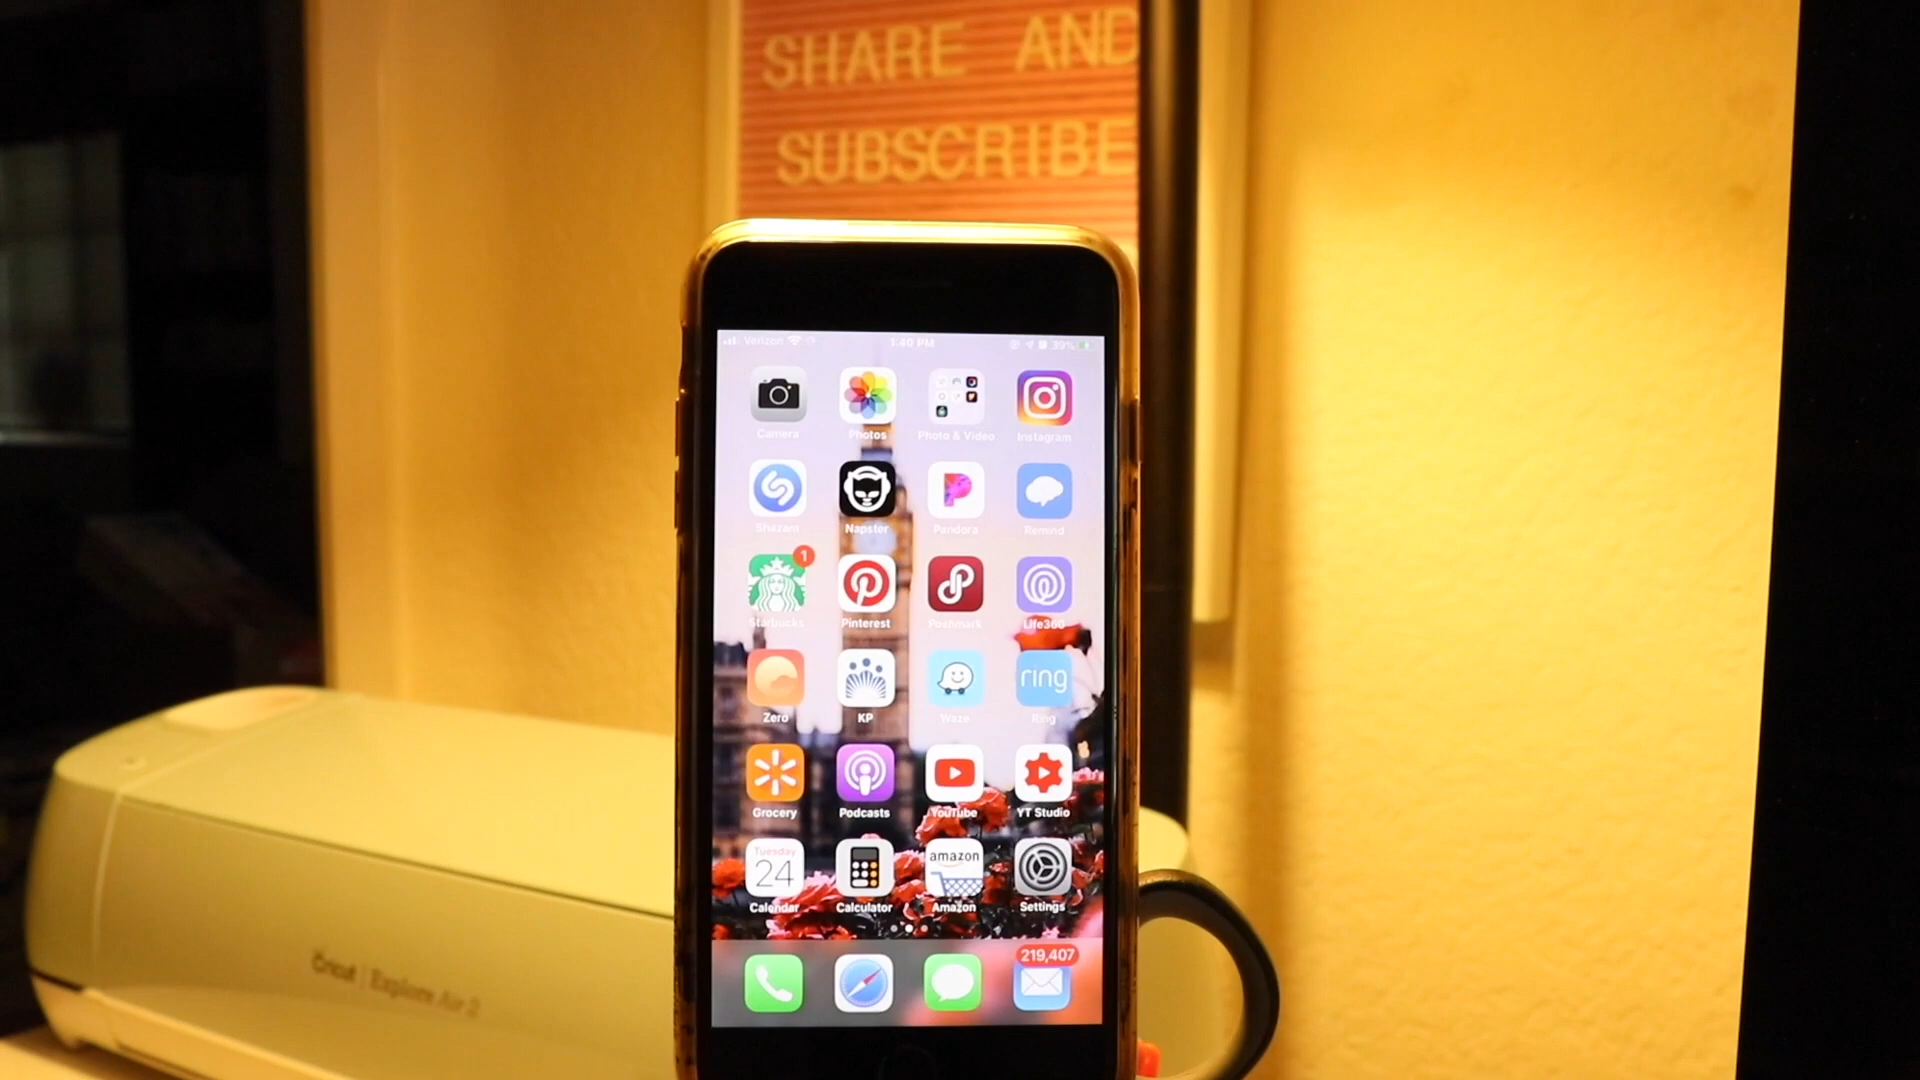 SHARE AND
SUBSCRIBE
Verizon 1:40 PM 39%
Camera Photos Photo & Video Instagram
Shazam Napster Pandora Remind
1
Starbucks Pinterest Poshmark Life360
ring
Zero KP Waze Ring
Grocery Podcasts YouTube YT Studio
Tuesday
24 amazon
Calendar Calculator Amazon Settings
219,407
Cricut | Explore Air 2